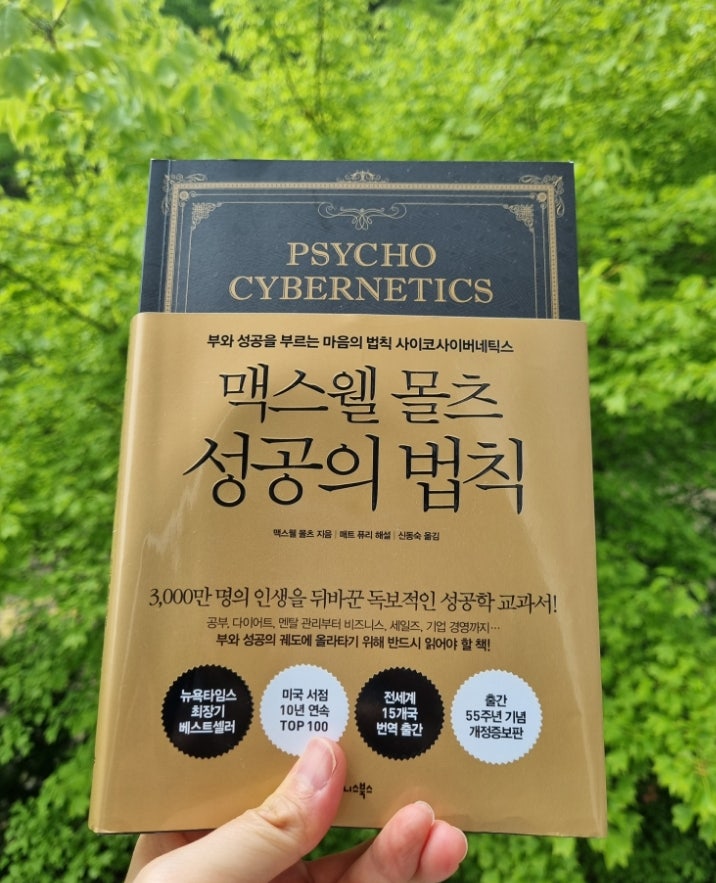 PSYCHO
CYBERNETICS
부와 성공을 부르는 마음의 법칙 사이코사이버네틱스
맥스웰 몰츠
성공의 법칙
맥스웰 몰츠 지음 | 매트 퓨리 해설 | 신동숙 옮김
3,000만 명의 인생을 뒤바꾼 독보적인 성공학 교과서!
공부, 다이어트, 멘탈 관리부터 비즈니스, 세일즈, 기업 경영까지…
부와 성공의 궤도에 올라타기 위해 반드시 읽어야 할 책!
뉴욕타임스
최장기
베스트셀러
미국 서점
10년 연속
TOP 100
전세계
15개국
번역 출간
출간
55주년 기념
개정증보판
니스북스